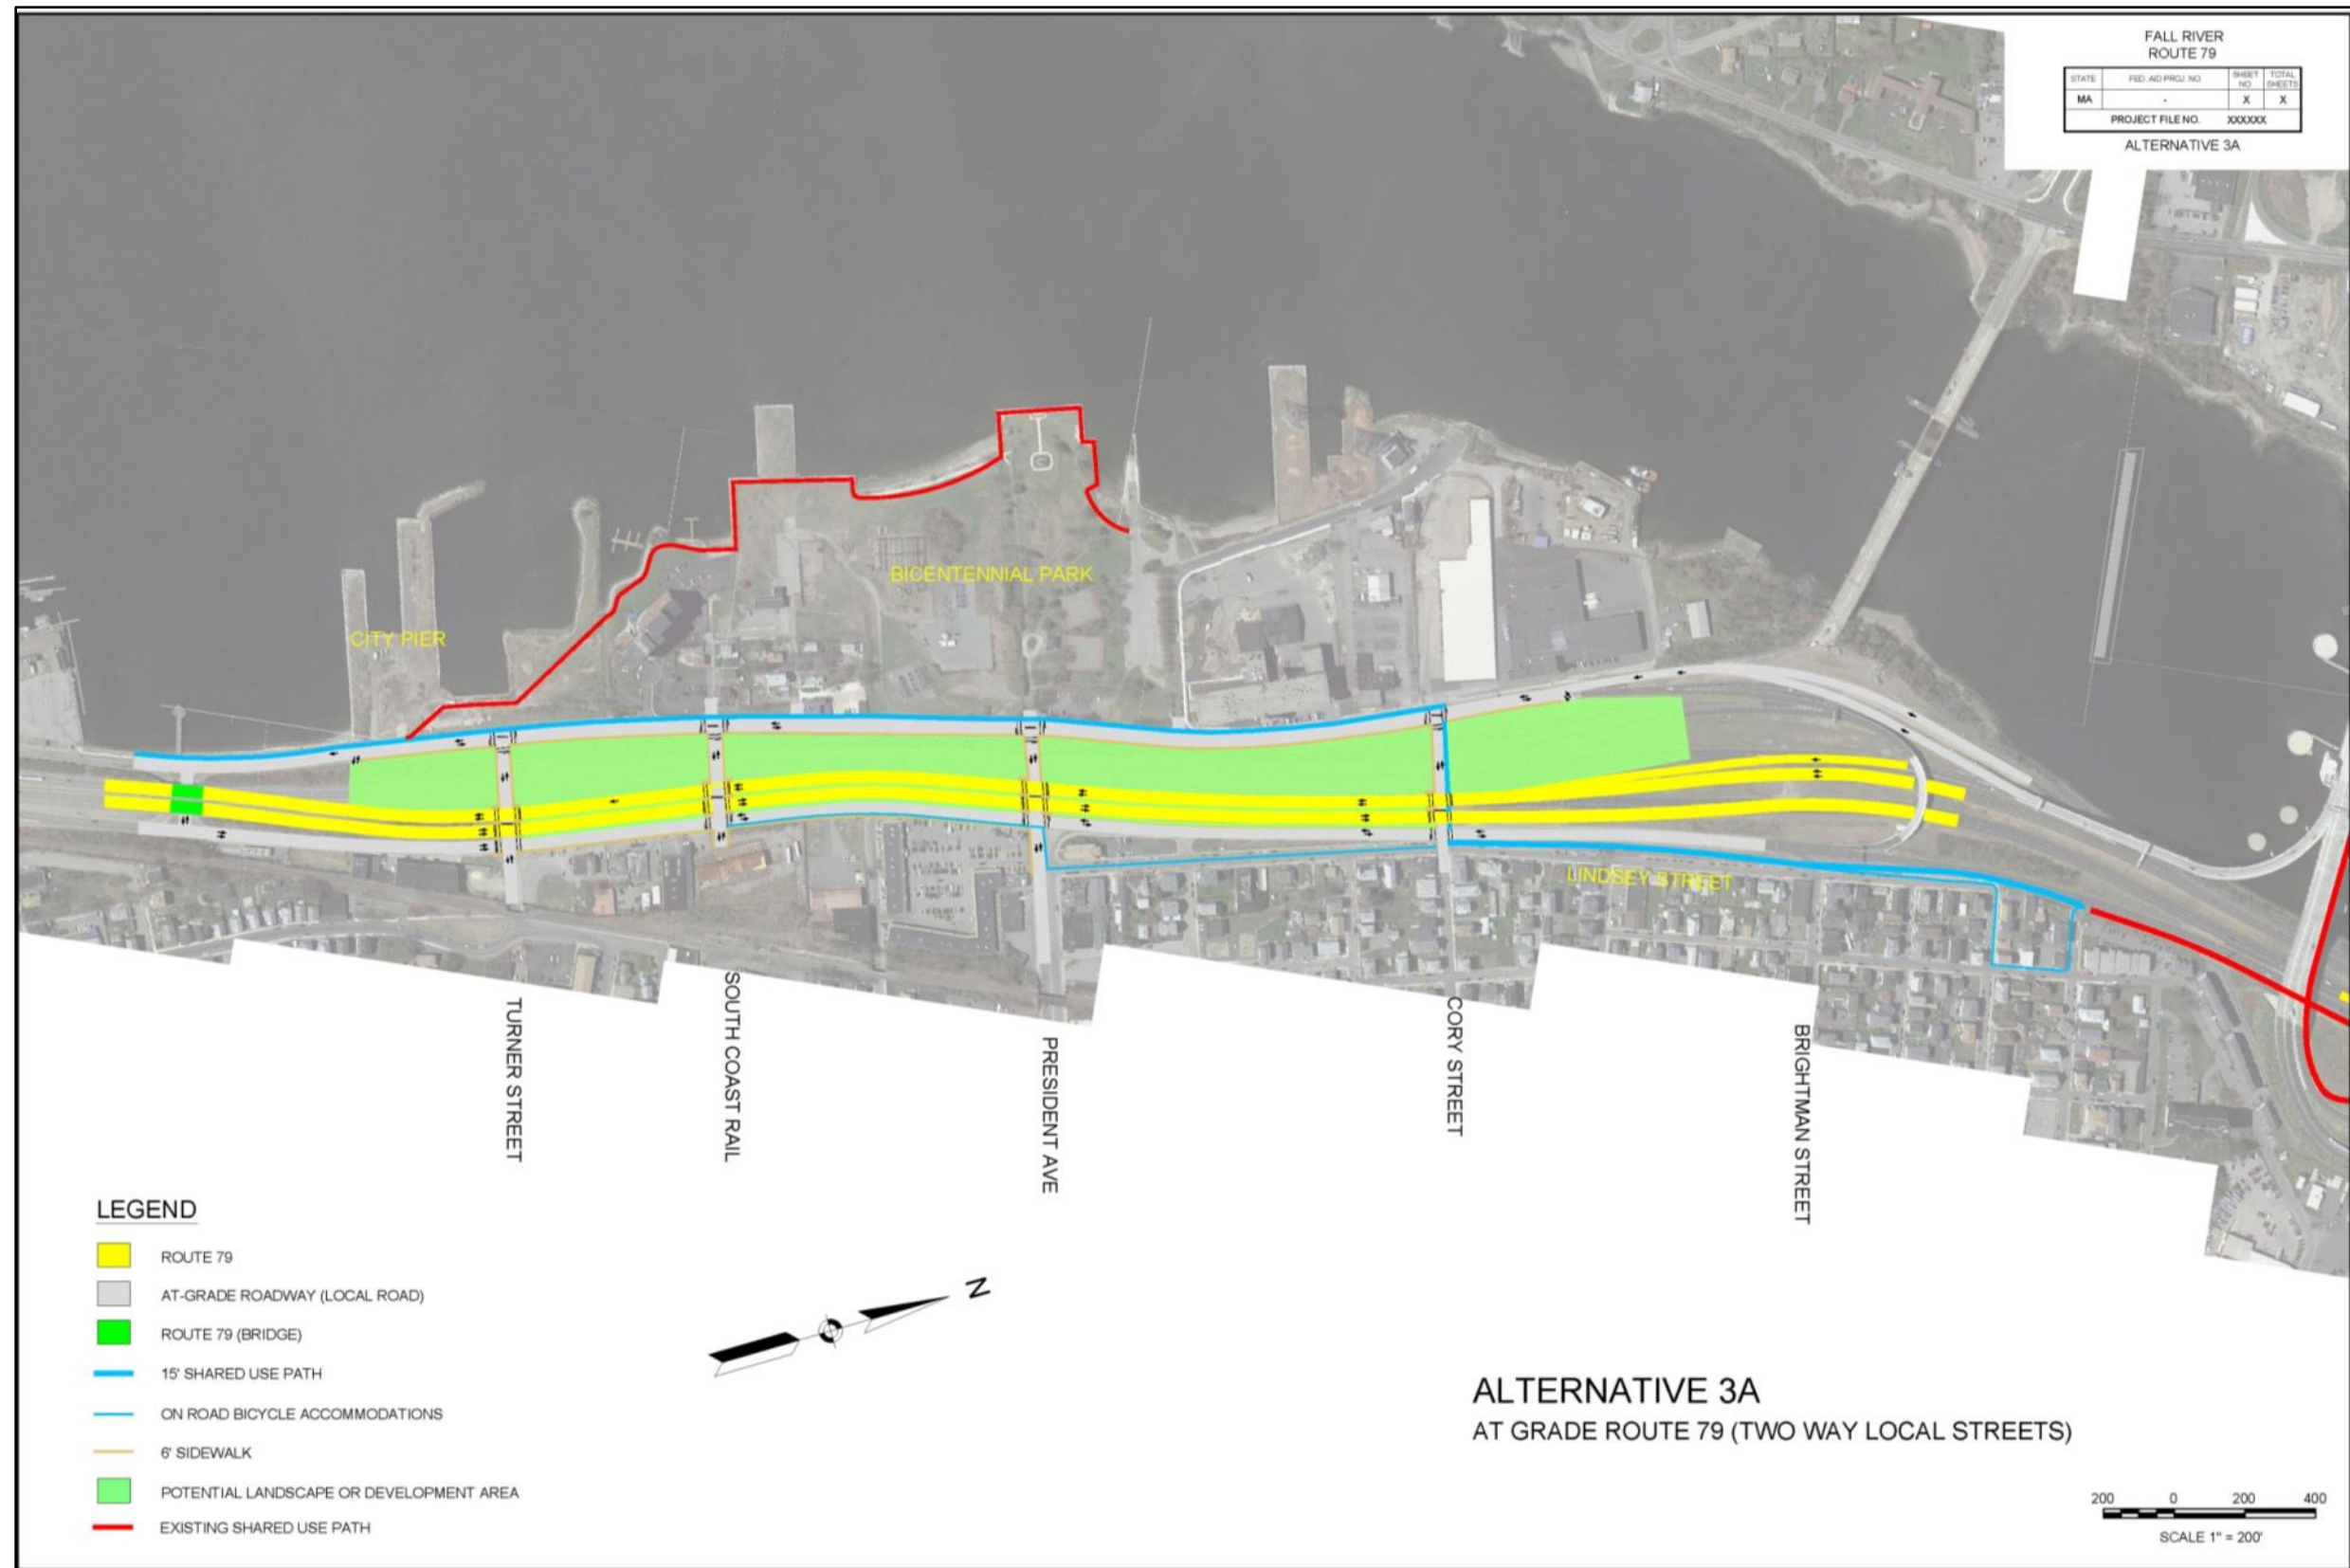 FALL RIVER
ROUTE 79
STATE FED. AID PROJ. NO. SHEET NO. TOTAL SHEETS
MA - X X
PROJECT FILE NO. XXXXXX
ALTERNATIVE 3A
BICENTENNIAL PARK
CITY PIER
LINDSEY STREET
TURNER STREET
SOUTH COAST RAIL
PRESIDENT AVE
CORY STREET
BRIGHTMAN STREET
LEGEND
ROUTE 79
AT-GRADE ROADWAY (LOCAL ROAD)
ROUTE 79 (BRIDGE)
15' SHARED USE PATH
ON ROAD BICYCLE ACCOMMODATIONS
6' SIDEWALK
POTENTIAL LANDSCAPE OR DEVELOPMENT AREA
EXISTING SHARED USE PATH
N
ALTERNATIVE 3A
AT GRADE ROUTE 79 (TWO WAY LOCAL STREETS)
200 0 200 400
SCALE 1" = 200'